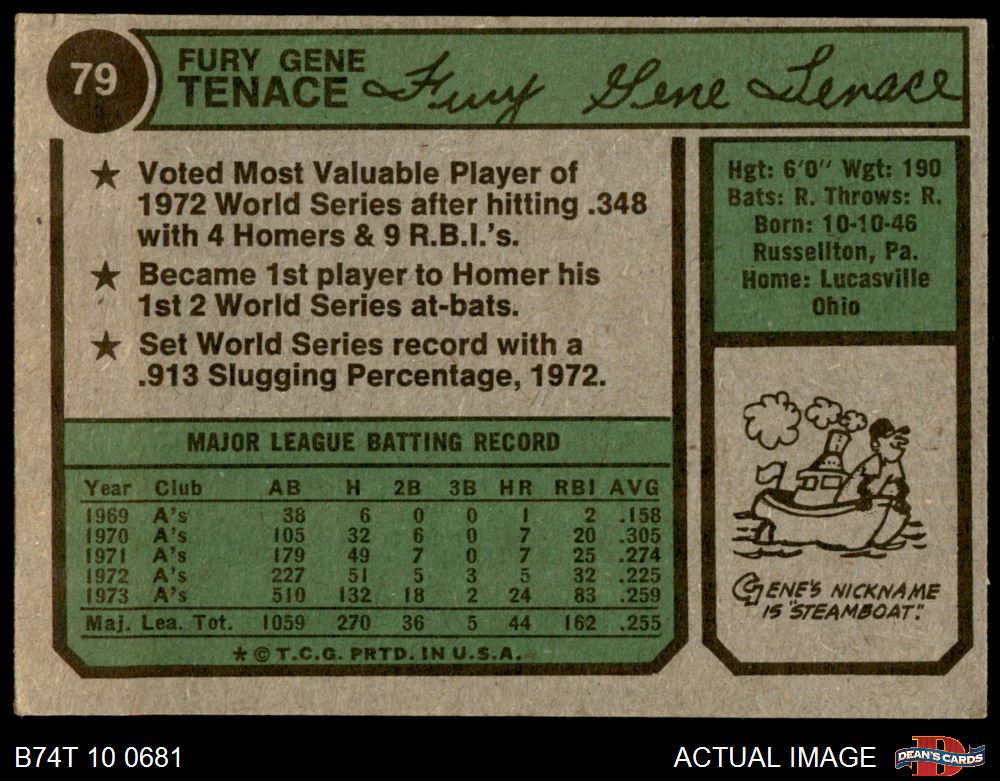 79
FURY GENE
TENACE
Fury Gene Tenace
★ Voted Most Valuable Player of
1972 World Series after hitting .348
with 4 Homers & 9 R.B.I.'s.
★ Became 1st player to Homer his
1st 2 World Series at-bats.
★ Set World Series record with a
.913 Slugging Percentage, 1972.
Hgt: 6'0" Wgt: 190
Bats: R. Throws: R.
Born: 10-10-46
Russellton, Pa.
Home: Lucasville
Ohio
MAJOR LEAGUE BATTING RECORD
Year Club AB H 2B 3B HR RBI AVG
1969 A's 38 6 0 0 1 2 .158
1970 A's 105 32 6 0 7 20 .305
1971 A's 179 49 7 0 7 25 .274
1972 A's 227 51 5 3 5 32 .225
1973 A's 510 132 18 2 24 83 .259
Maj. Lea. Tot. 1059 270 36 5 44 162 .255
★ © T.C.G. PRTD. IN U.S.A.
GENE'S NICKNAME
IS "STEAMBOAT".
B74T 10 0681
ACTUAL IMAGE
DEAN'S CARDS